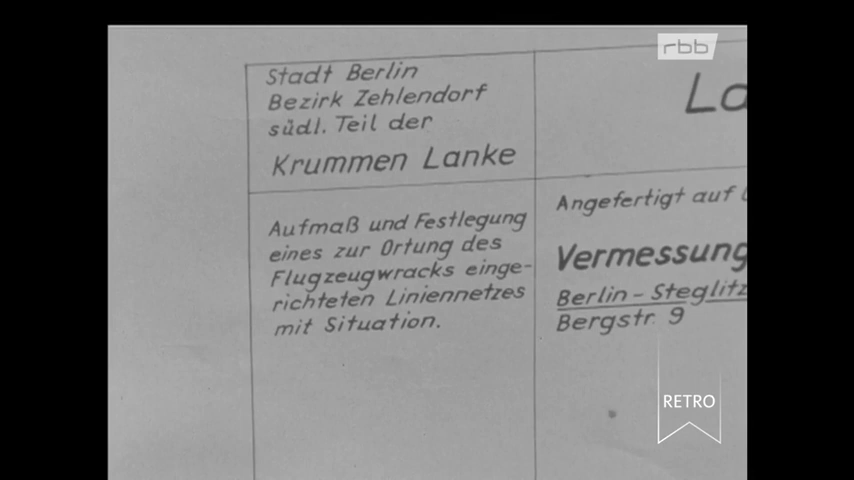 rbb
Stadt Berlin
Bezirk Zehlendorf
südl. Teil der
Krummen Lanke
La
Aufmaß und Festlegung
eines zur Ortung des
Flugzeugwracks einge-
richteten Liniennetzes
mit Situation.
Angefertigt auf
Vermessung
Berlin – Steglitz
Bergstr. 9
RETRO